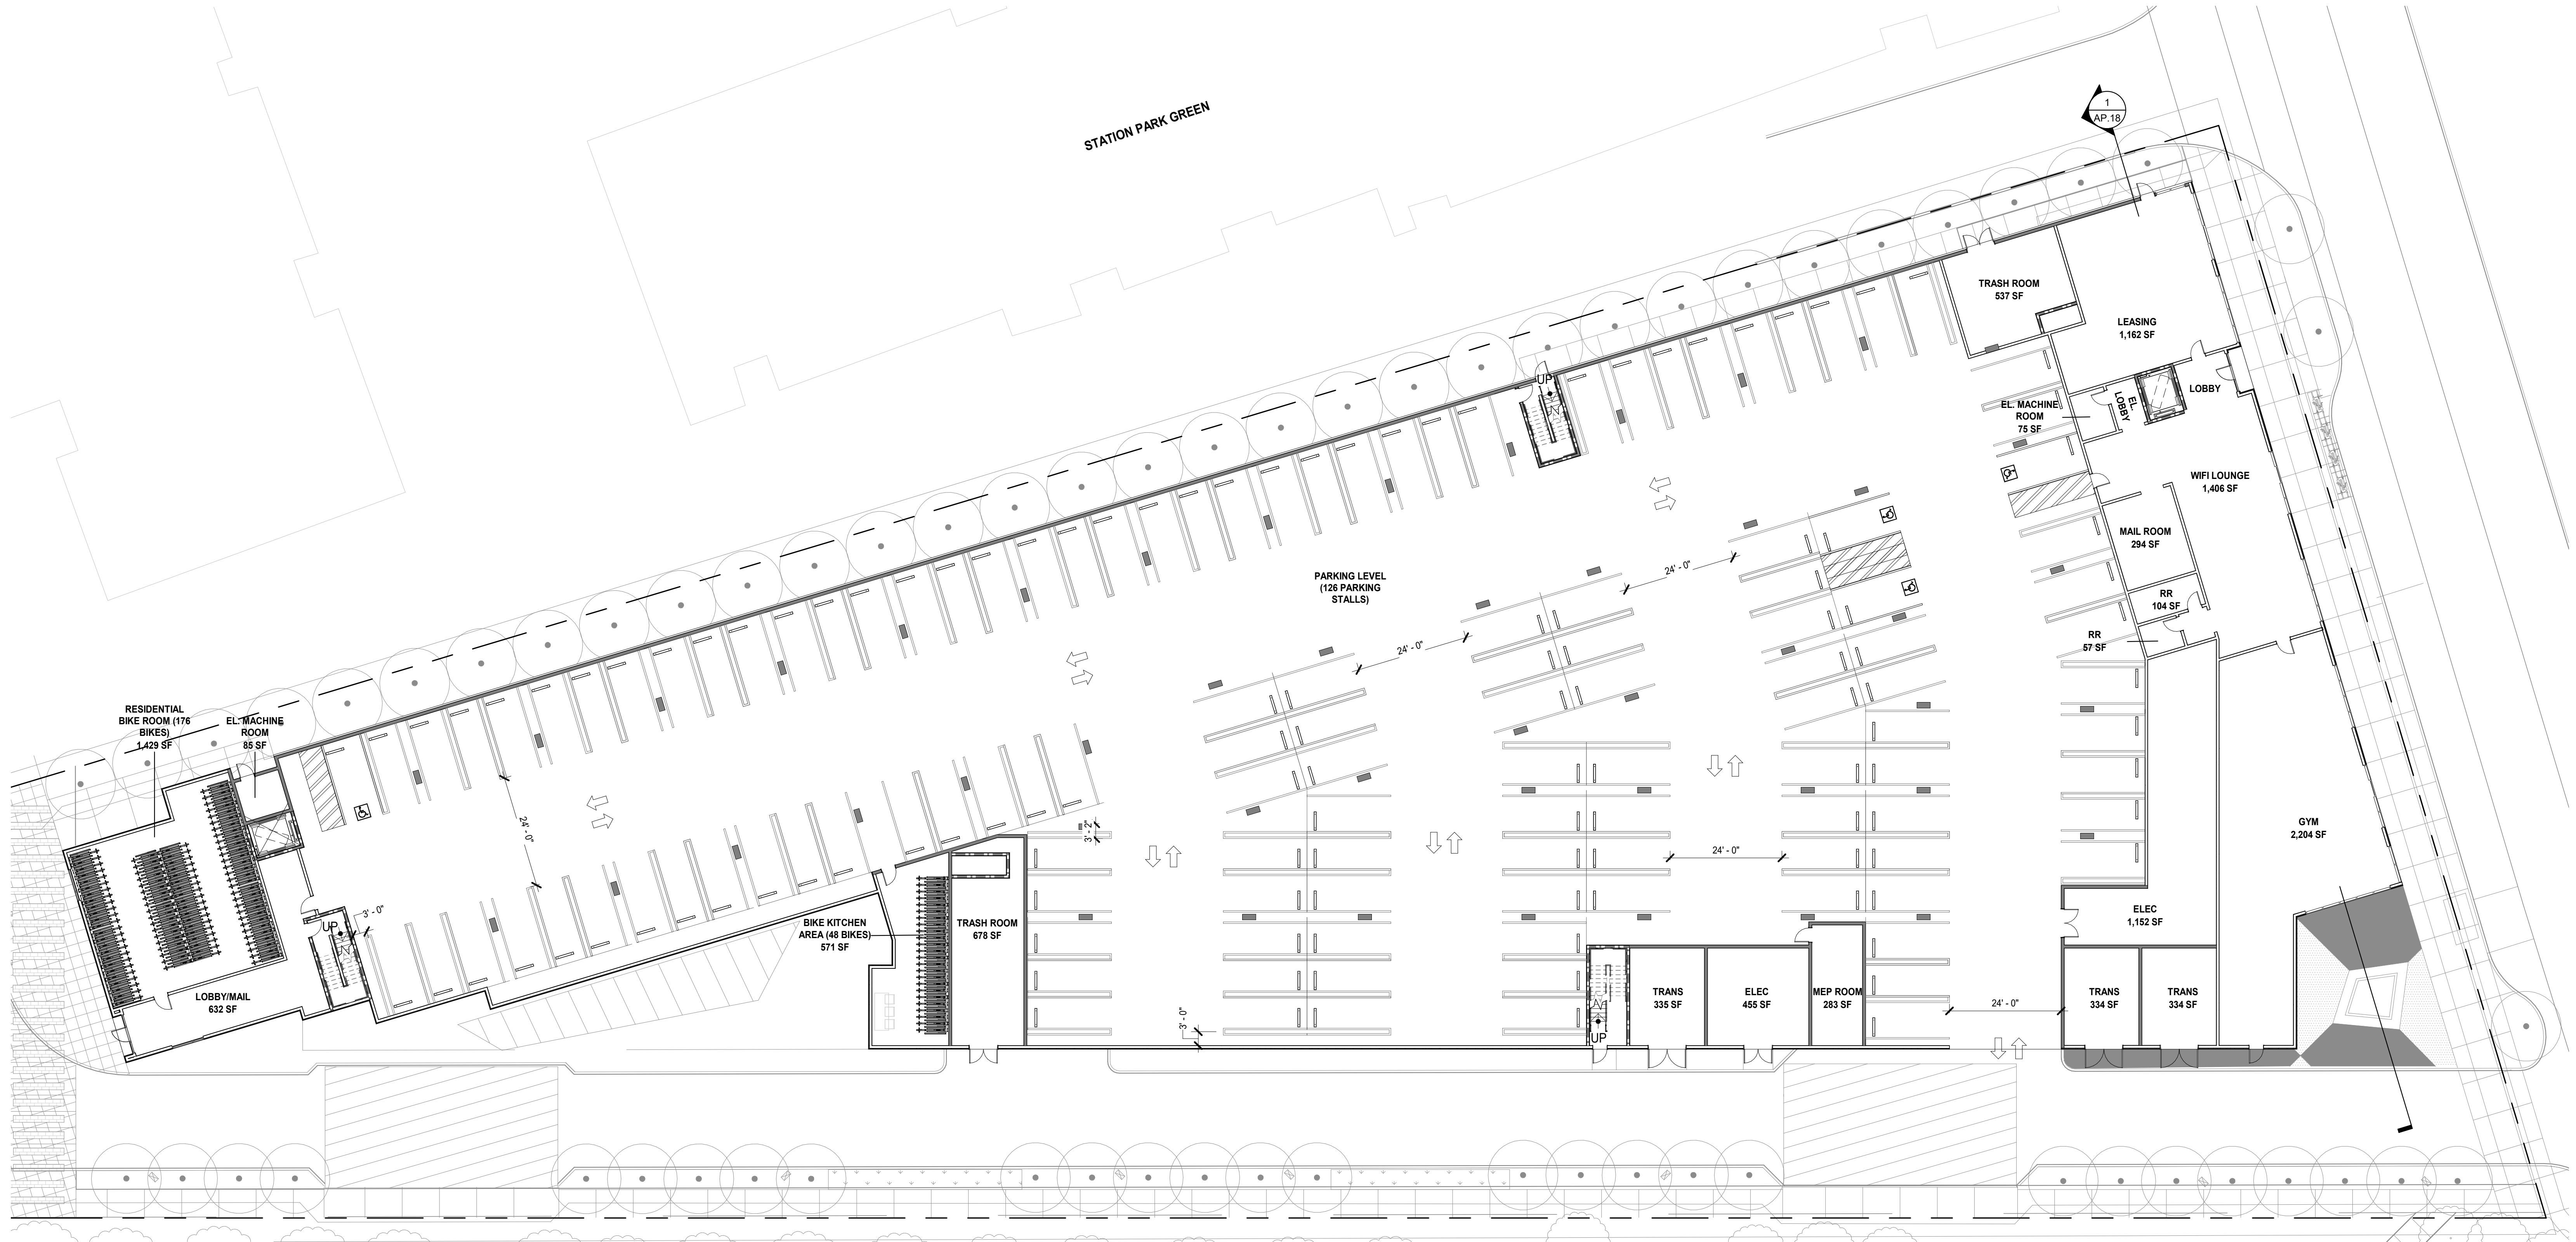 STATION PARK GREEN
1
AP.18
TRASH ROOM
537 SF
LEASING
1,162 SF
UP
LOBBY
EL.
LOBBY
EL. MACHINE
ROOM
75 SF
WIFI LOUNGE
1,406 SF
MAIL ROOM
294 SF
PARKING LEVEL
(126 PARKING
STALLS)
24' - 0"
24' - 0"
RR
104 SF
RR
57 SF
RESIDENTIAL
BIKE ROOM (176
BIKES)
1,429 SF
EL. MACHINE
ROOM
85 SF
24' - 0"
3' - 2"
24' - 0"
GYM
2,204 SF
3' - 0"
UP
BIKE KITCHEN
AREA (48 BIKES)
571 SF
TRASH ROOM
678 SF
ELEC
1,152 SF
LOBBY/MAIL
632 SF
TRANS
335 SF
ELEC
455 SF
MEP ROOM
283 SF
TRANS
334 SF
TRANS
334 SF
24' - 0"
3' - 0"
UP